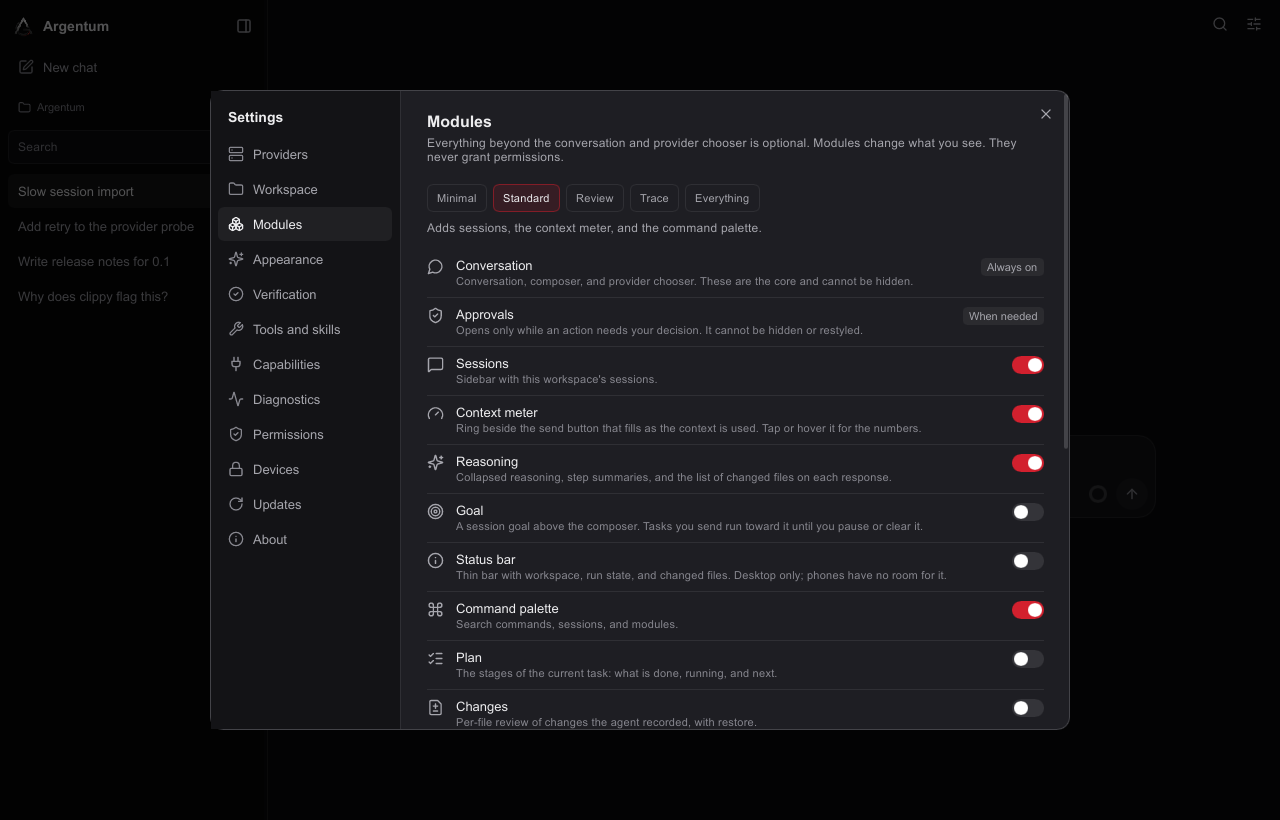 Argentum
New chat
Argentum
Search
Slow session import
Add retry to the provider probe
Write release notes for 0.1
Why does clippy flag this?
Settings
Providers
Workspace
Modules
Appearance
Verification
Tools and skills
Capabilities
Diagnostics
Permissions
Devices
Updates
About
Modules
Everything beyond the conversation and provider chooser is optional. Modules change what you see. They
never grant permissions.
Minimal Standard Review Trace Everything
Adds sessions, the context meter, and the command palette.
Conversation Always on
Conversation, composer, and provider chooser. These are the core and cannot be hidden.
Approvals When needed
Opens only while an action needs your decision. It cannot be hidden or restyled.
Sessions
Sidebar with this workspace's sessions.
Context meter
Ring beside the send button that fills as the context is used. Tap or hover it for the numbers.
Reasoning
Collapsed reasoning, step summaries, and the list of changed files on each response.
Goal
A session goal above the composer. Tasks you send run toward it until you pause or clear it.
Status bar
Thin bar with workspace, run state, and changed files. Desktop only; phones have no room for it.
Command palette
Search commands, sessions, and modules.
Plan
The stages of the current task: what is done, running, and next.
Changes
Per-file review of changes the agent recorded, with restore.